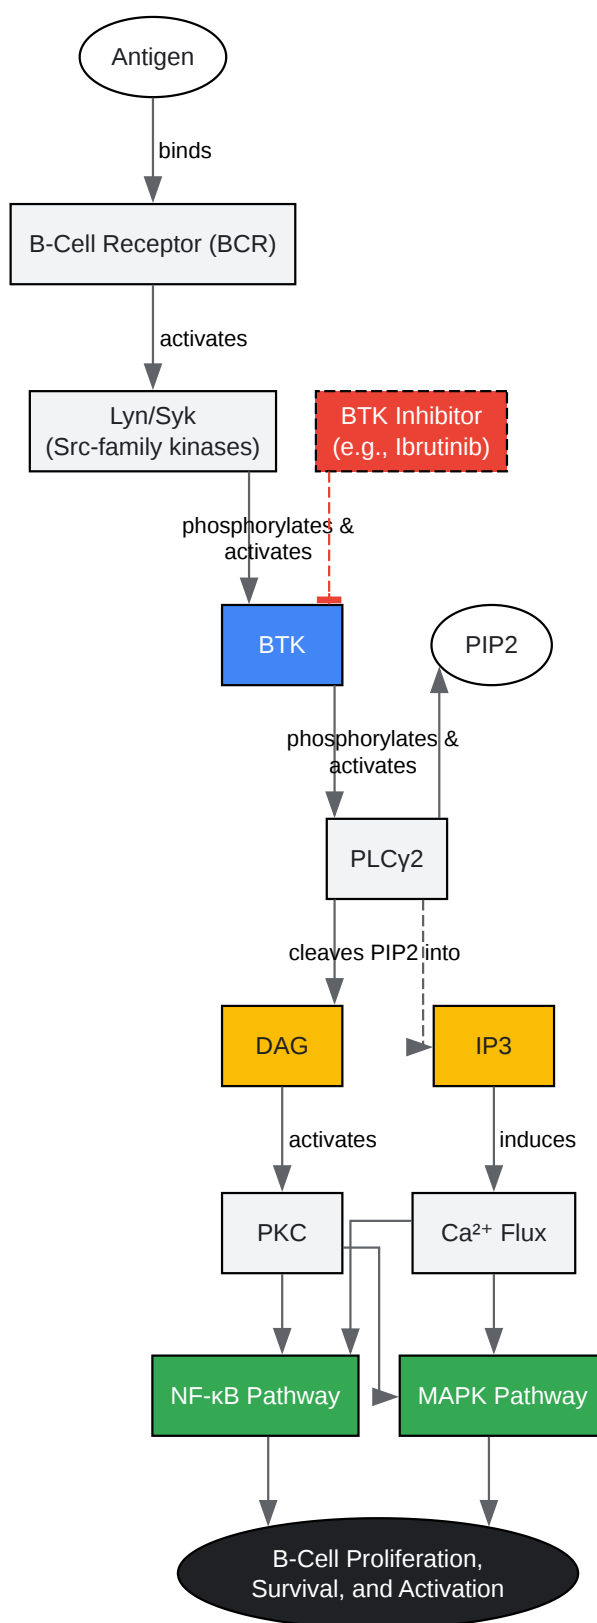 Antigen
binds
B-Cell Receptor (BCR)
activates
Lyn/Syk
(Src-family kinases)
BTK Inhibitor
(e.g., Ibrutinib)
phosphorylates &
activates
BTK
PIP2
phosphorylates &
activates
PLCγ2
cleaves PIP2 into
DAG
IP3
activates
induces
PKC
Ca²⁺ Flux
NF-κB Pathway
MAPK Pathway
B-Cell Proliferation,
Survival, and Activation